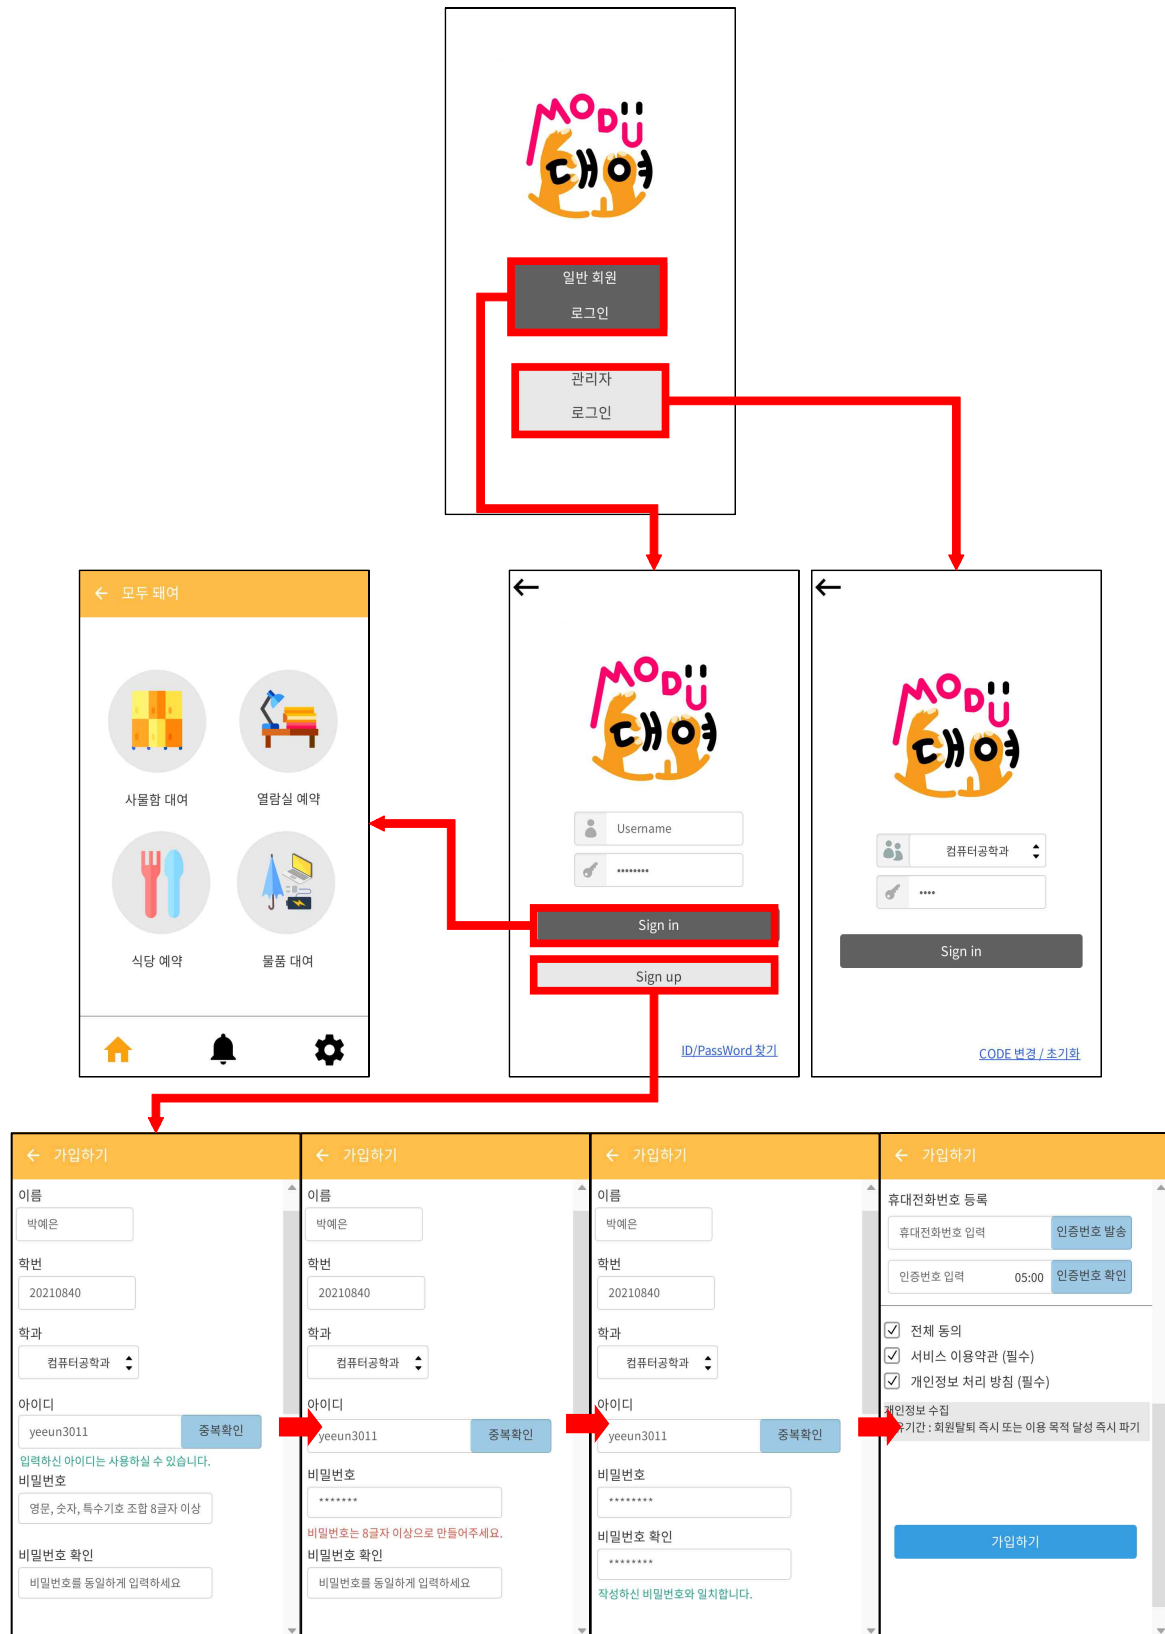 MODU
대여
일반 회원
로그인
관리자
로그인
모두 돼여
사물함 대여
열람실 예약
식당 예약
물품 대여
MODU
대여
Username
••••••••
Sign in
Sign up
ID/PassWord 찾기
MODU
대여
컴퓨터공학과
••••
Sign in
CODE 변경 / 초기화
가입하기
이름
박예은
학번
20210840
학과
컴퓨터공학과
아이디
yeeun3011
중복확인
입력하신 아이디는 사용하실 수 있습니다.
비밀번호
영문, 숫자, 특수기호 조합 8글자 이상
비밀번호 확인
비밀번호를 동일하게 입력하세요
가입하기
이름
박예은
학번
20210840
학과
컴퓨터공학과
아이디
yeeun3011
중복확인
비밀번호
*******
비밀번호는 8글자 이상으로 만들어주세요.
비밀번호 확인
비밀번호를 동일하게 입력하세요
가입하기
이름
박예은
학번
20210840
학과
컴퓨터공학과
아이디
yeeun3011
중복확인
비밀번호
********
비밀번호 확인
********
작성하신 비밀번호와 일치합니다.
가입하기
휴대전화번호 등록
휴대전화번호 입력
인증번호 발송
인증번호 입력 05:00
인증번호 확인
전체 동의
서비스 이용약관 (필수)
개인정보 처리 방침 (필수)
개인정보 수집
유기간 : 회원탈퇴 즉시 또는 이용 목적 달성 즉시 파기
가입하기